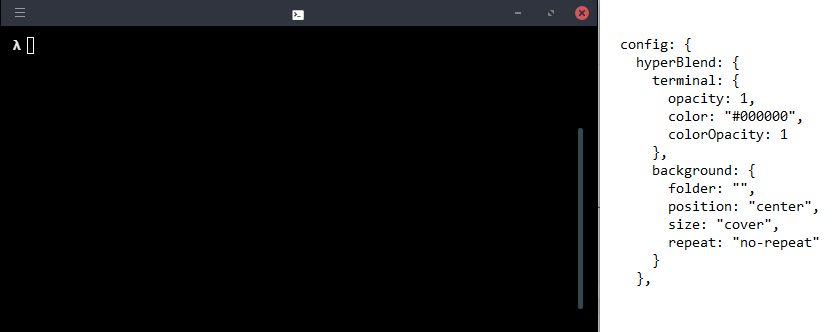 λ
config: {
  hyperBlend: {
    terminal: {
      opacity: 1,
      color: "#000000",
      colorOpacity: 1
    },
    background: {
      folder: "",
      position: "center",
      size: "cover",
      repeat: "no-repeat"
    }
  },